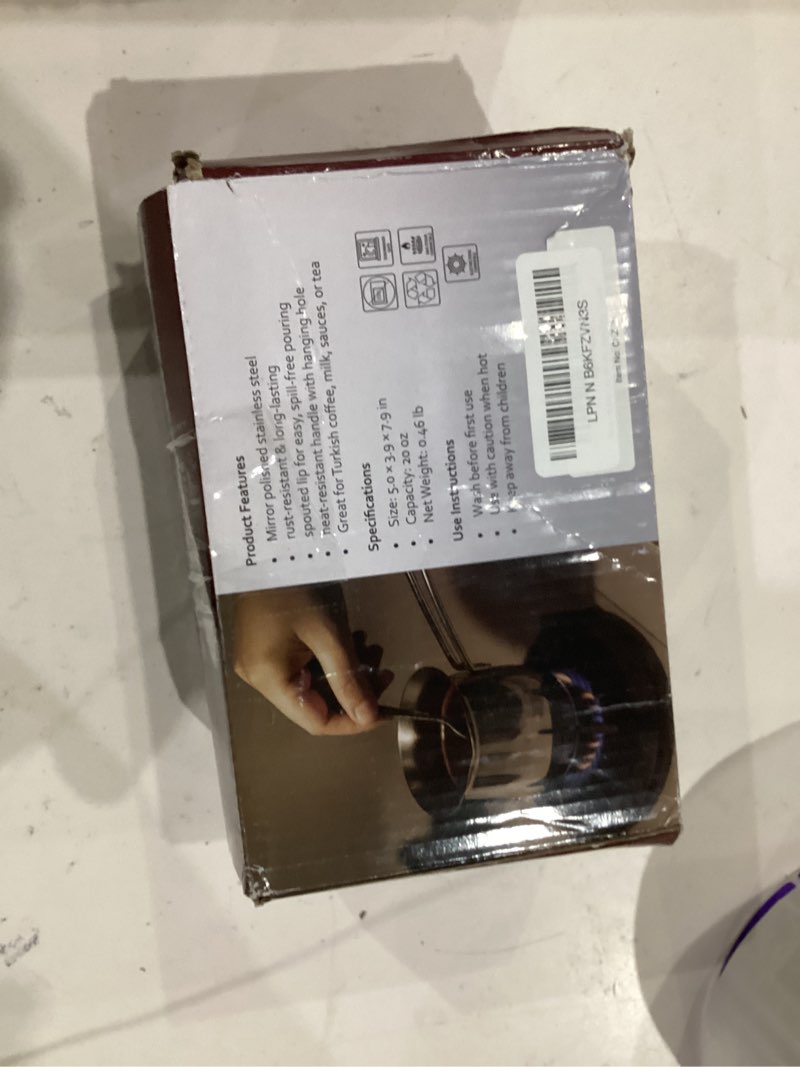 Product Features
• Mirror polished stainless steel
• rust-resistant & long-lasting
• spouted lip for easy, spill-free pouring
• heat-resistant handle with hanging hole
• Great for Turkish coffee, milk, sauces, or tea
Specifications
• Size: 5.0 x 3.9 x 7.9 in
• Capacity: 20 oz
• Net Weight: 0.46 lb
Use Instructions
• Wash before first use
• Use with caution when hot
• ep away from children
LPN N B6KFZVN3S
Item No: